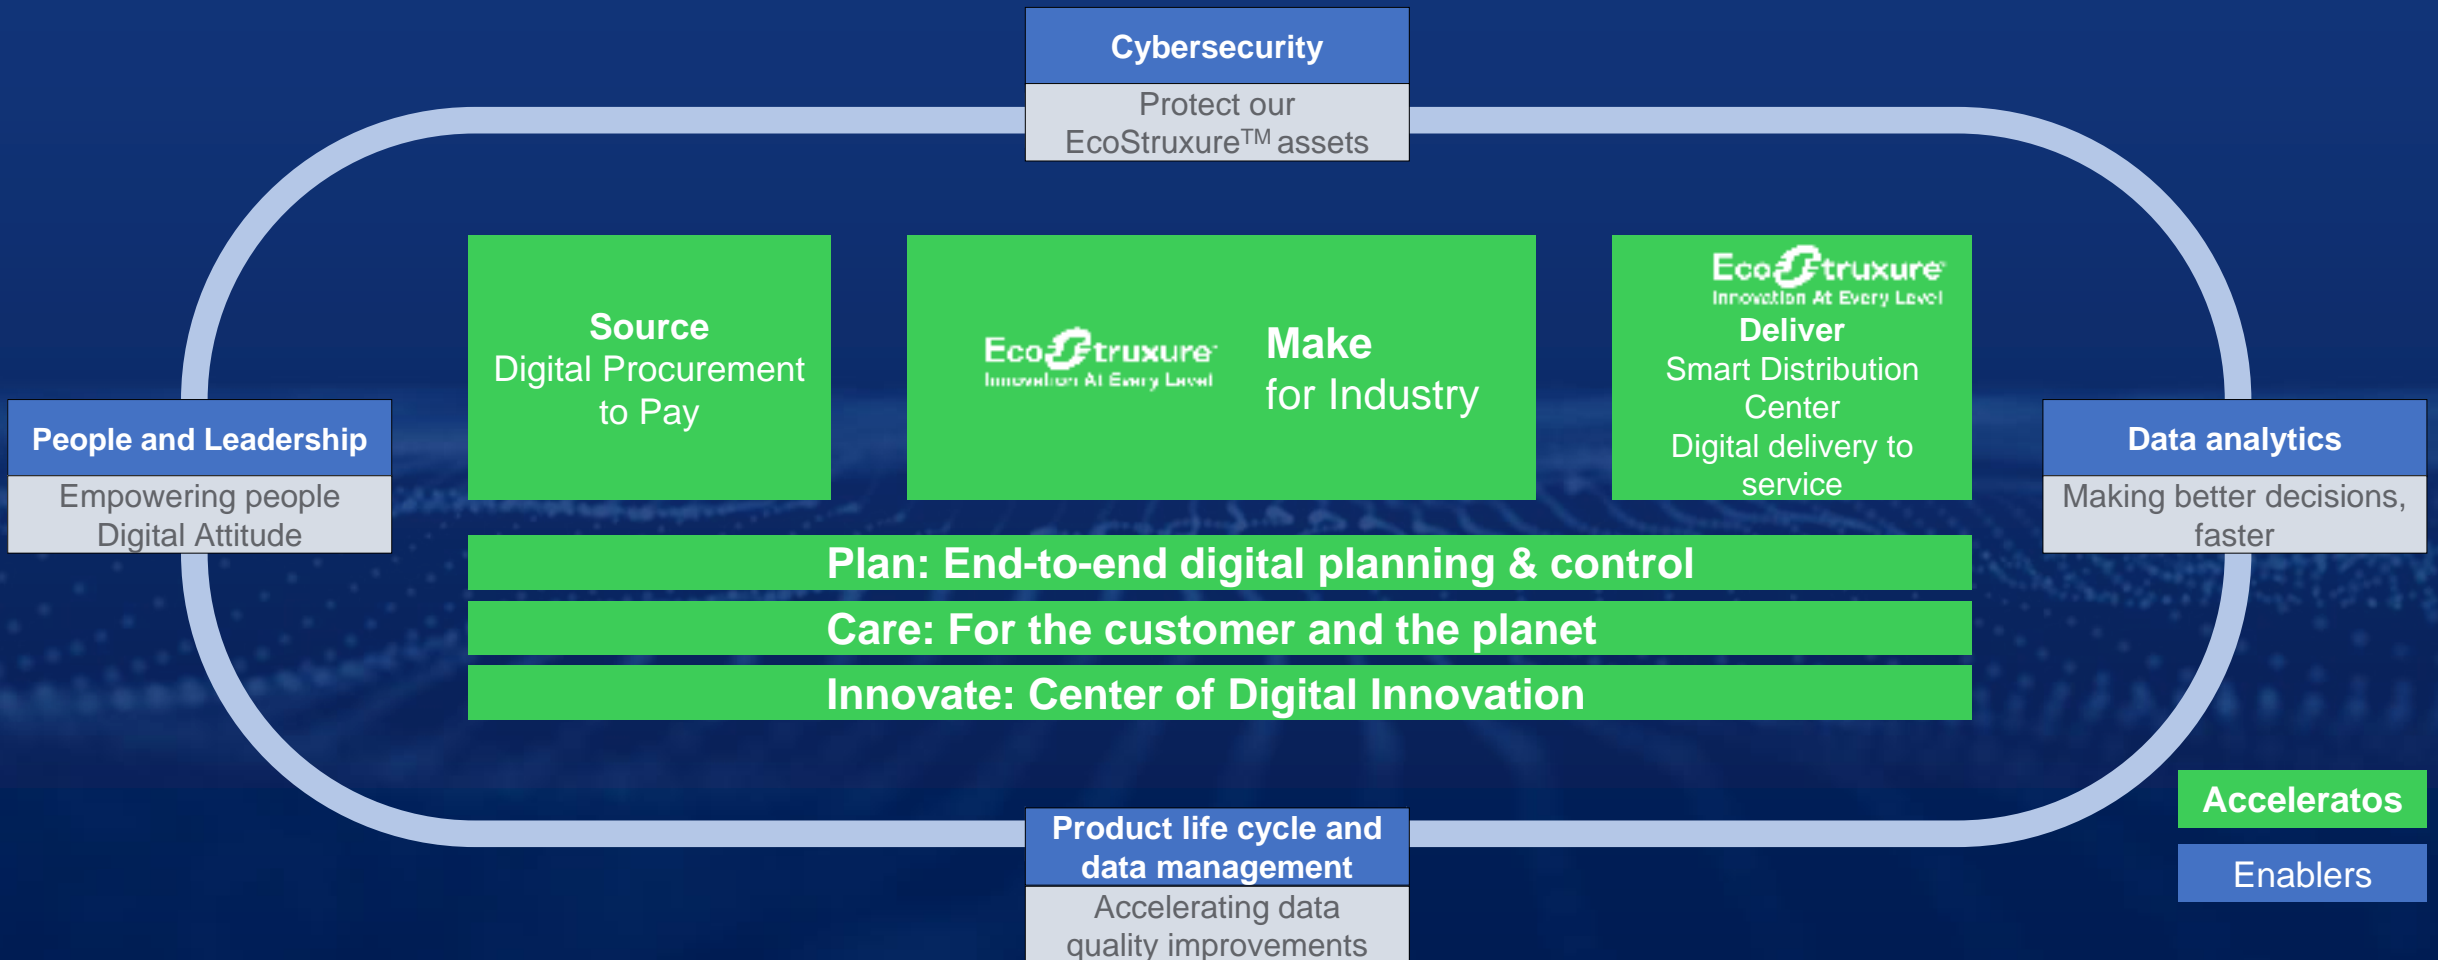 Cybersecurity
Protect our
EcoStruxure™ assets
Source
Digital Procurement
to Pay
EcoStruxure™
Innovation At Every Level
Make
for Industry
EcoStruxure™
Innovation At Every Level
Deliver
Smart Distribution
Center
Digital delivery to
service
People and Leadership
Empowering people
Digital Attitude
Data analytics
Making better decisions,
faster
Plan: End-to-end digital planning & control
Care: For the customer and the planet
Innovate: Center of Digital Innovation
Product life cycle and
data management
Accelerating data
quality improvements
Acceleratos
Enablers